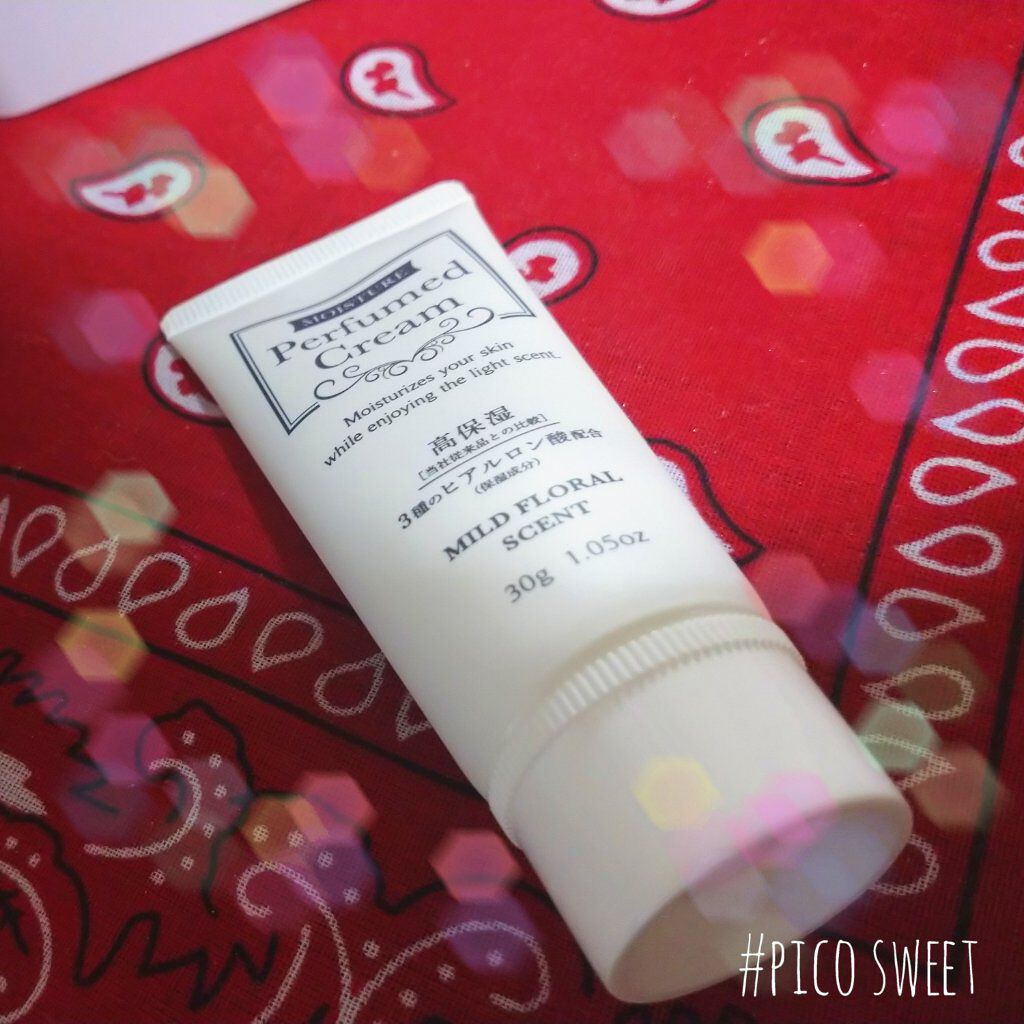 MOISTURE
Perfumed
Cream
Moisturizes your skin
while enjoying the light scent.
高保湿
[当社従来品との比較]
3種のヒアルロン酸配合
(保湿成分)
MILD FLORAL
SCENT
30g 1.05oz
#PICO SWEET